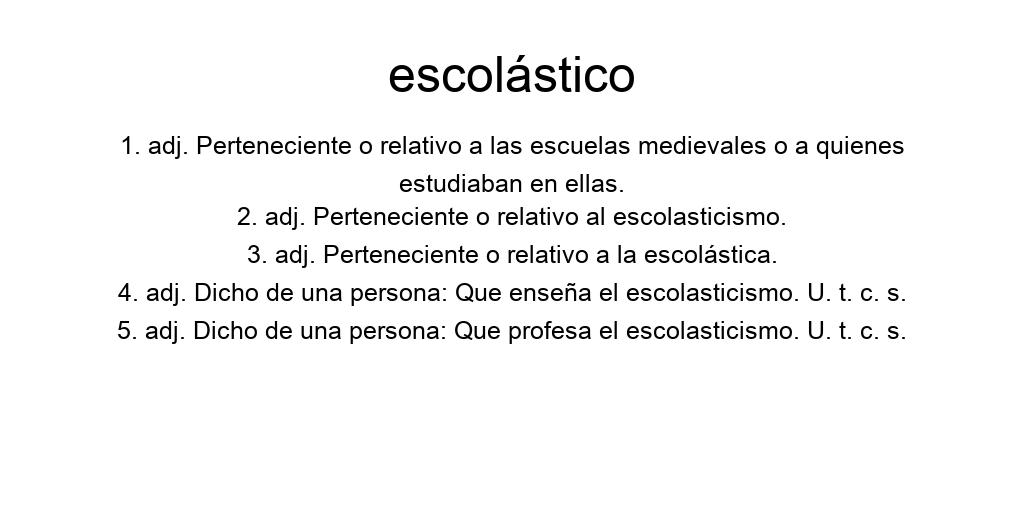 escolástico
1. adj. Perteneciente o relativo a las escuelas medievales o a quienes
estudiaban en ellas.
2. adj. Perteneciente o relativo al escolasticismo.
3. adj. Perteneciente o relativo a la escolástica.
4. adj. Dicho de una persona: Que enseña el escolasticismo. U. t. c. s.
5. adj. Dicho de una persona: Que profesa el escolasticismo. U. t. c. s.